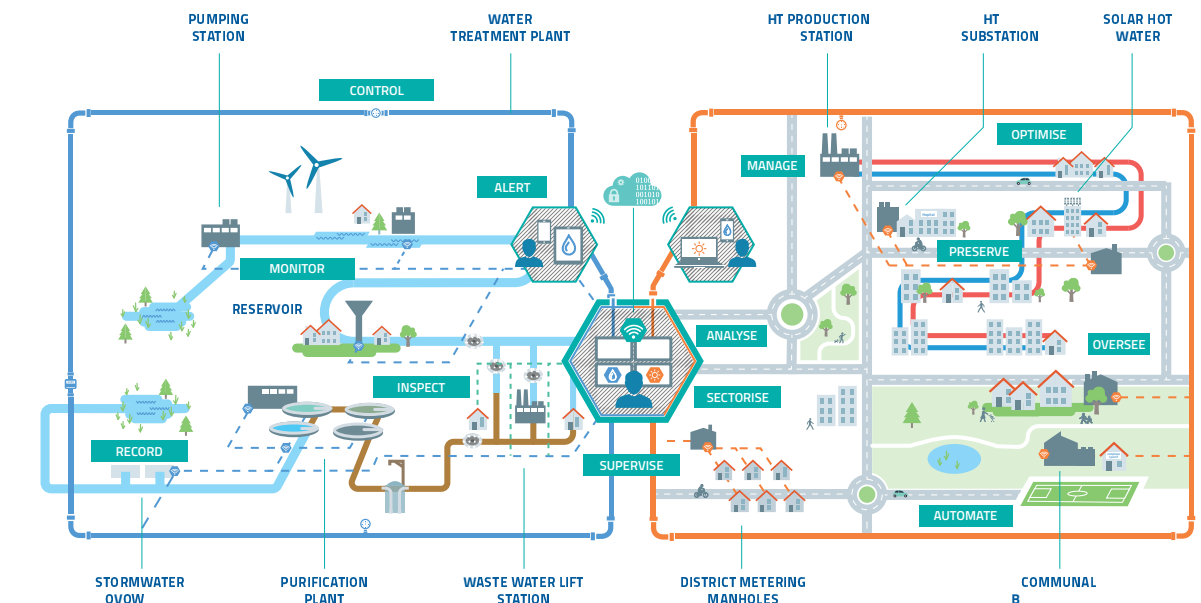 PUMPING
STATION
WATER
TREATMENT PLANT
HT PRODUCTION
STATION
HT
SUBSTATION
SOLAR HOT
WATER
CONTROL
OPTIMISE
MANAGE
ALERT
PRESERVE
MONITOR
RESERVOIR
ANALYSE
OVERSEE
INSPECT
SECTORISE
RECORD
SUPERVISE
AUTOMATE
STORMWATER
OVOW
PURIFICATION
PLANT
WASTE WATER LIFT
STATION
DISTRICT METERING
MANHOLES
COMMUNAL
B